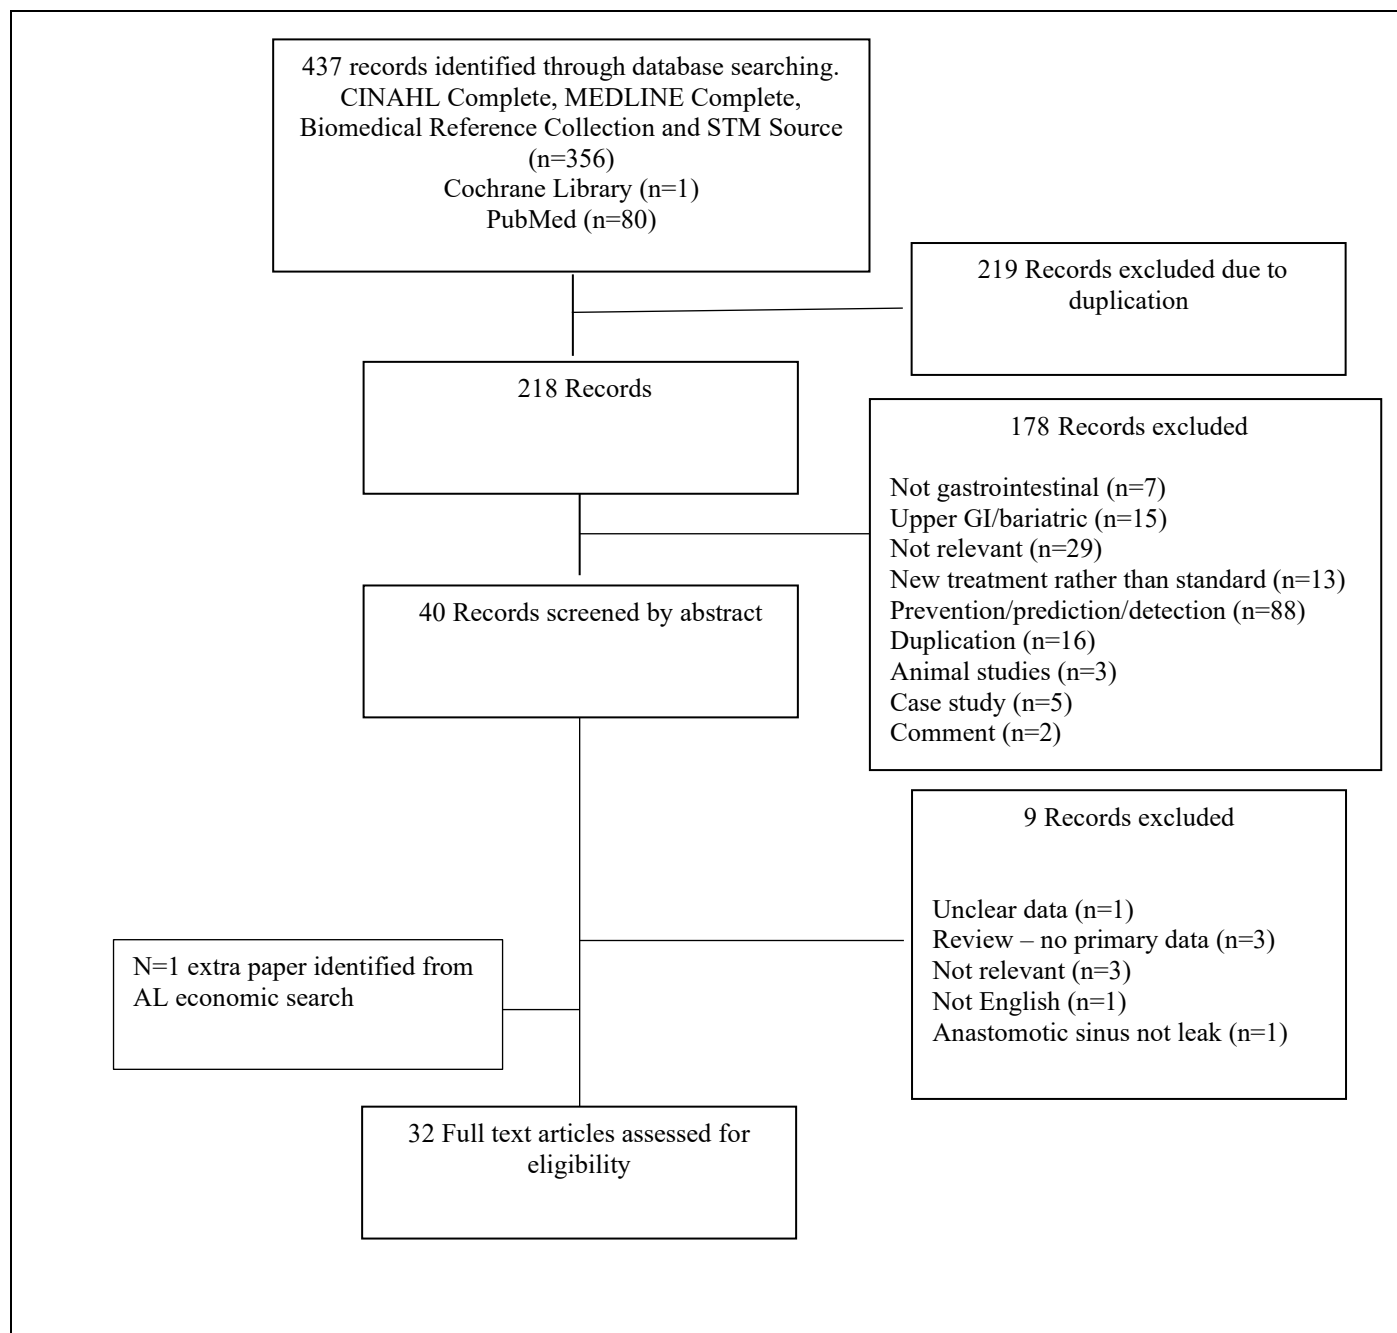 437 records identified through database searching.
CINAHL Complete, MEDLINE Complete,
Biomedical Reference Collection and STM Source
(n=356)
Cochrane Library (n=1)
PubMed (n=80)
219 Records excluded due to
duplication
218 Records
178 Records excluded
Not gastrointestinal (n=7)
Upper GI/bariatric (n=15)
Not relevant (n=29)
New treatment rather than standard (n=13)
Prevention/prediction/detection (n=88)
Duplication (n=16)
Animal studies (n=3)
Case study (n=5)
Comment (n=2)
40 Records screened by abstract
9 Records excluded
Unclear data (n=1)
Review – no primary data (n=3)
Not relevant (n=3)
Not English (n=1)
Anastomotic sinus not leak (n=1)
N=1 extra paper identified from
AL economic search
32 Full text articles assessed for
eligibility